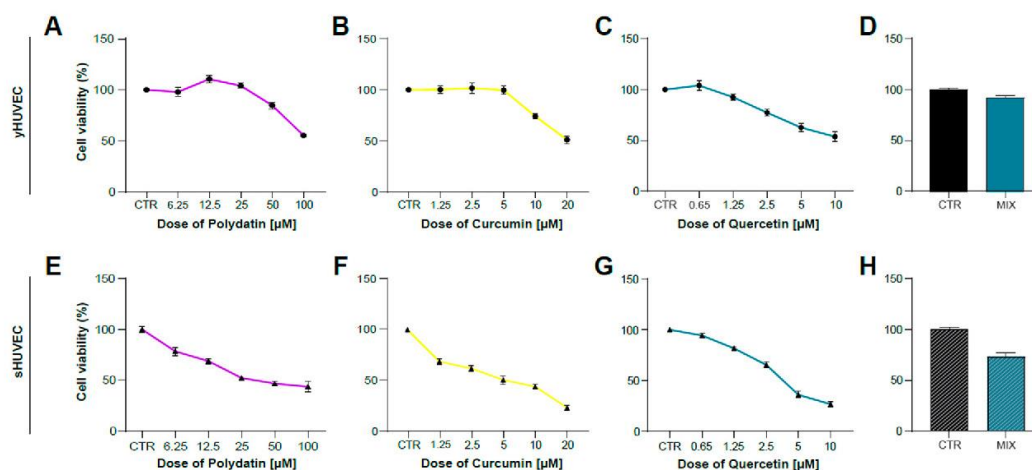 A
B
C
D
yHUVEC
Cell viability (%)
150
100
50
0
CTR 6.25 12.5 25 50 100
Dose of Polydatin [µM]
150
100
50
0
CTR 1.25 2.5 5 10 20
Dose of Curcumin [µM]
150
100
50
0
CTR 0.65 1.25 2.5 5 10
Dose of Quercetin [µM]
150
100
50
0
CTR MIX
E
F
G
H
sHUVEC
Cell viability (%)
150
100
50
0
CTR 6.25 12.5 25 50 100
Dose of Polydatin [µM]
150
100
50
0
CTR 1.25 2.5 5 10 20
Dose of Curcumin [µM]
150
100
50
0
CTR 0.65 1.25 2.5 5 10
Dose of Quercetin [µM]
150
100
50
0
CTR MIX